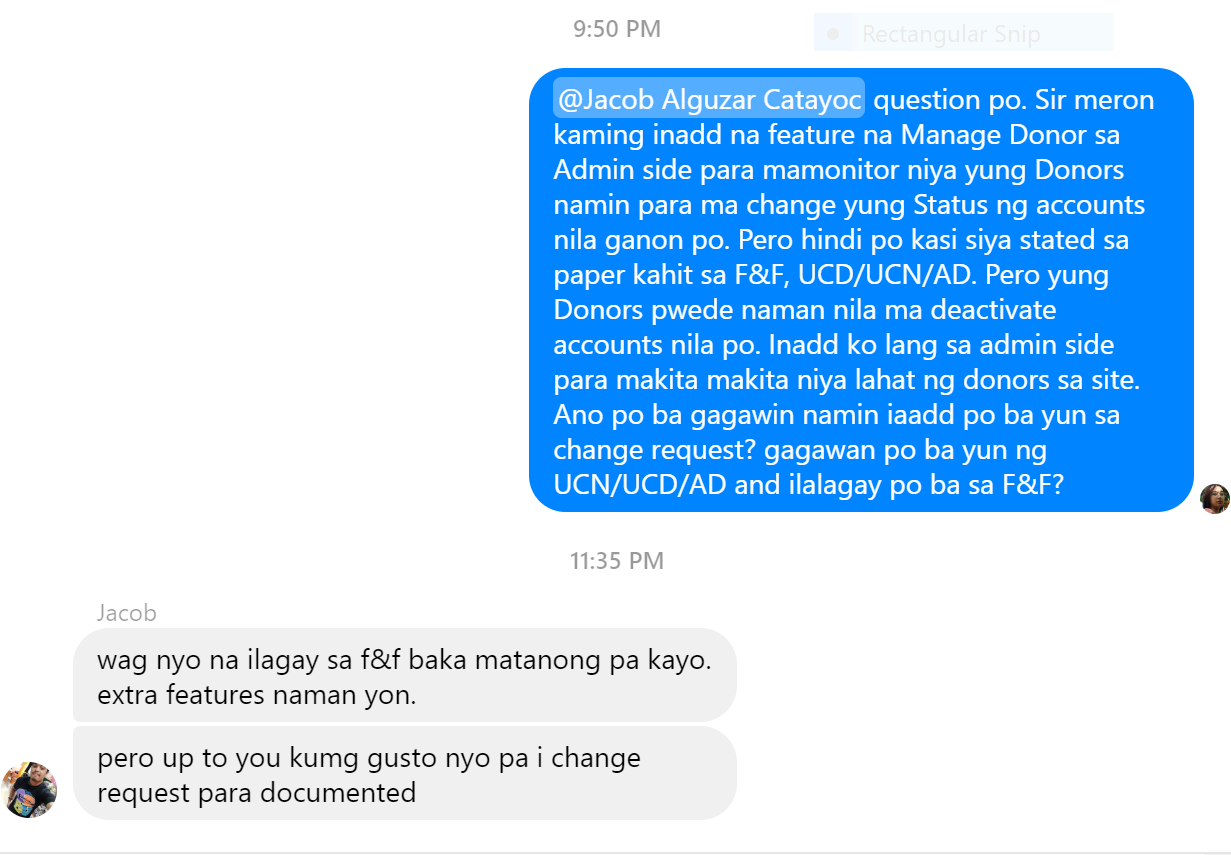 9:50 PM
Rectangular Snip
@Jacob Alguzar Catayoc question po. Sir meron
kaming inadd na feature na Manage Donor sa
Admin side para mamonitor niya yung Donors
namin para ma change yung Status ng accounts
nila ganon po. Pero hindi po kasi siya stated sa
paper kahit sa F&F, UCD/UCN/AD. Pero yung
Donors pwede naman nila ma deactivate
accounts nila po. Inadd ko lang sa admin side
para makita makita niya lahat ng donors sa site.
Ano po ba gagawin namin iaadd po ba yun sa
change request? gagawan po ba yun ng
UCN/UCD/AD and ilalagay po ba sa F&F?
11:35 PM
Jacob
wag nyo na ilagay sa f&f baka matanong pa kayo.
extra features naman yon.
pero up to you kumg gusto nyo pa i change
request para documented